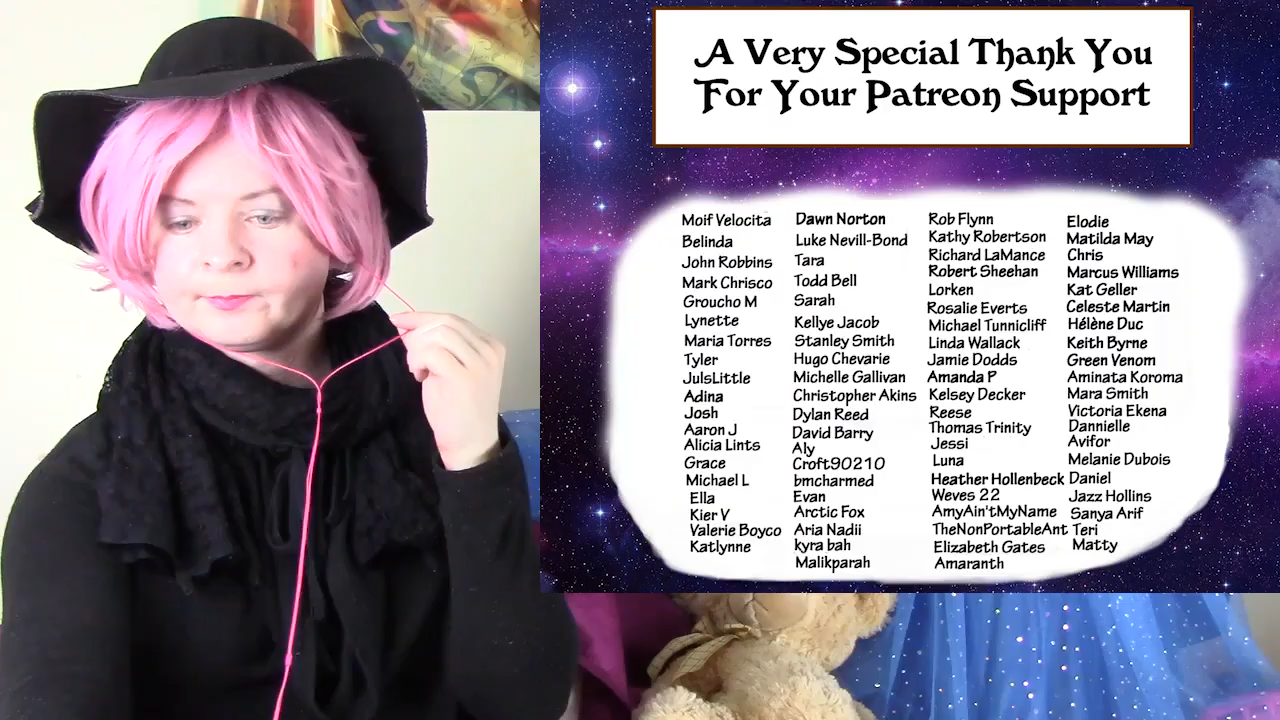 A Very Special Thank You
For Your Patreon Support
Moif Velocita
Belinda
John Robbins
Mark Chrisco
Groucho M
Lynette
Maria Torres
Tyler
JulsLittle
Adina
Josh
Aaron J
Alicia Lints
Grace
Michael L
Ella
Kier V
Valerie Boyco
Katlynne
Dawn Norton
Luke Nevill-Bond
Tara
Todd Bell
Sarah
Kellye Jacob
Stanley Smith
Hugo Chevarie
Michelle Gallivan
Christopher Akins
Dylan Reed
David Barry
Aly
Croft90210
bmcharmed
Evan
Arctic Fox
Aria Nadii
kyra bah
Malikparah
Rob Flynn
Kathy Robertson
Richard LaMance
Robert Sheehan
Lorken
Rosalie Everts
Michael Tunnicliff
Linda Wallack
Jamie Dodds
Amanda P
Kelsey Decker
Reese
Thomas Trinity
Jessi
Luna
Heather Hollenbeck
Weves 22
AmyAin'tMyName
TheNonPortableAnt
Elizabeth Gates
Amaranth
Elodie
Matilda May
Chris
Marcus Williams
Kat Geller
Celeste Martin
Hélène Duc
Keith Byrne
Green Venom
Aminata Koroma
Mara Smith
Victoria Ekena
Dannielle
Avifor
Melanie Dubois
Daniel
Jazz Hollins
Sanya Arif
Teri
Matty